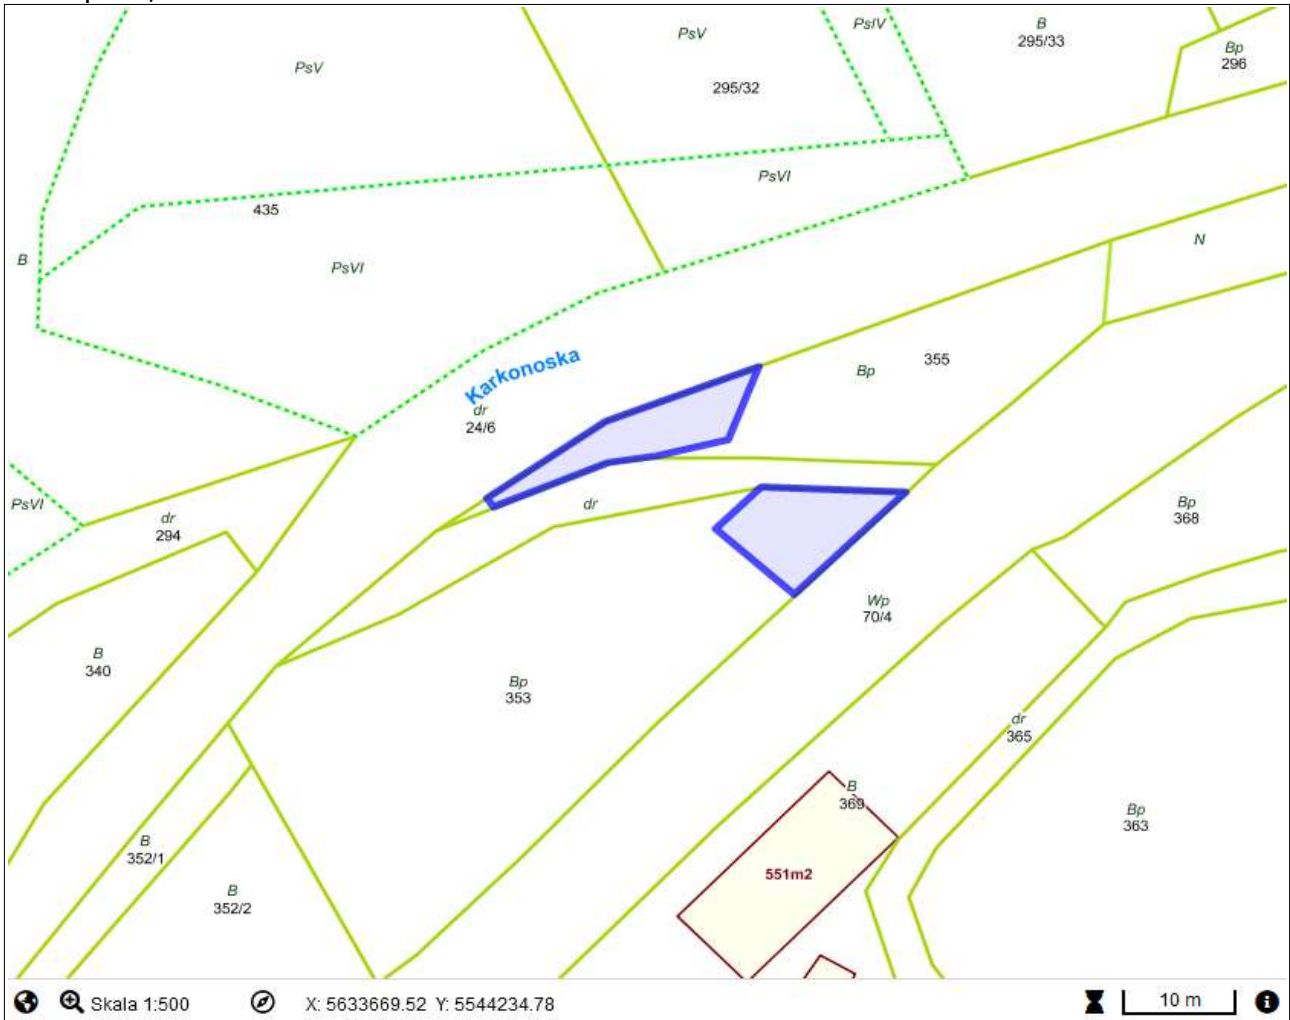 PsV
PsIV
B
295/33
PsV
295/32
Bp
296
PsVI
435
B
PsVI
N
Karkonoska
355
Bp
dr
24/6
PsVI
dr
dr
294
Bp
368
Wp
70/4
B
340
Bp
353
dr
365
B
369
Bp
363
B
352/1
551m2
B
352/2
Skala 1:500 X: 5633669.52 Y: 5544234.78 10 m